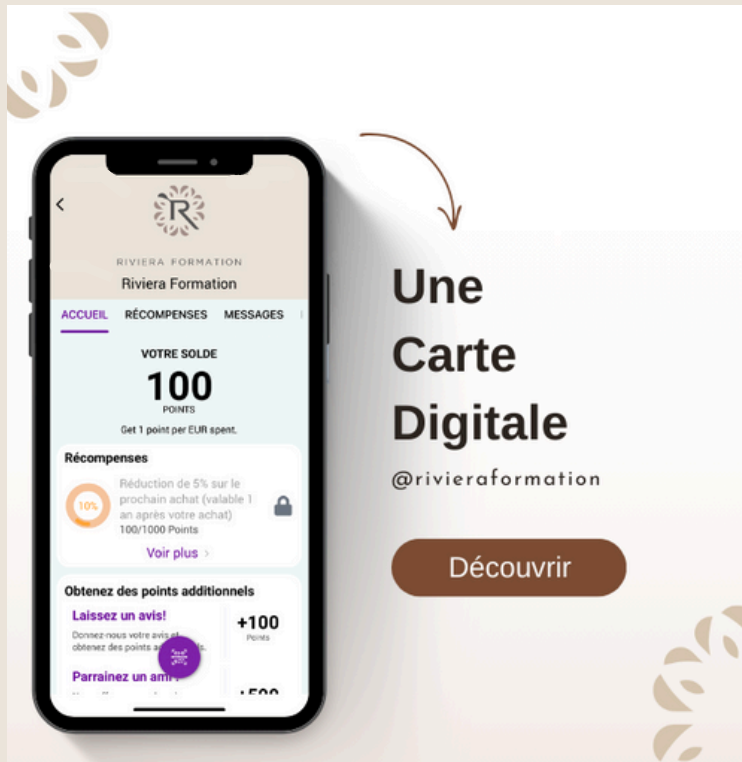 RIVIERA FORMATION
Riviera Formation
ACCUEIL RÉCOMPENSES MESSAGES
VOTRE SOLDE
100
POINTS
Get 1 point per EUR spent.
Récompenses
10%
Réduction de 5% sur le
prochain achat (valable 1
an après votre achat)
100/1000 Points
Voir plus
Obtenez des points additionnels
Laissez un avis!
Donnez-nous votre avis et
obtenez des points
+100
Points
Parrainez un ami
Une
Carte
Digitale
@rivieraformation
Découvrir